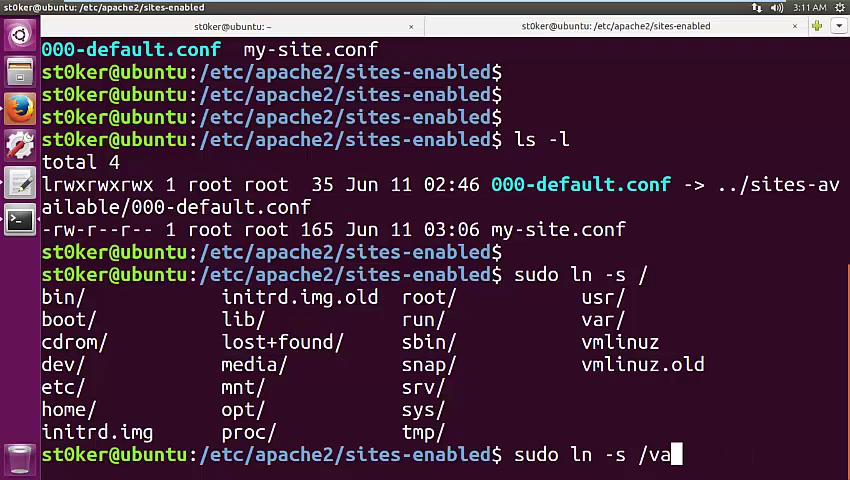 st0ker@ubuntu: /etc/apache2/sites-enabled
3:11 AM
st0ker@ubuntu: ~
st0ker@ubuntu: /etc/apache2/sites-enabled
000-default.conf  my-site.conf
st0ker@ubuntu:/etc/apache2/sites-enabled$
st0ker@ubuntu:/etc/apache2/sites-enabled$
st0ker@ubuntu:/etc/apache2/sites-enabled$
st0ker@ubuntu:/etc/apache2/sites-enabled$ ls -l
total 4
lrwxrwxrwx 1 root root  35 Jun 11 02:46 000-default.conf -> ../sites-av
ailable/000-default.conf
-rw-r--r-- 1 root root 165 Jun 11 03:06 my-site.conf
st0ker@ubuntu:/etc/apache2/sites-enabled$
st0ker@ubuntu:/etc/apache2/sites-enabled$ sudo ln -s /
bin/            initrd.img.old  root/           usr/
boot/           lib/            run/            var/
cdrom/          lost+found/     sbin/           vmlinuz
dev/            media/          snap/           vmlinuz.old
etc/            mnt/            srv/
home/           opt/            sys/
initrd.img      proc/           tmp/
st0ker@ubuntu:/etc/apache2/sites-enabled$ sudo ln -s /va